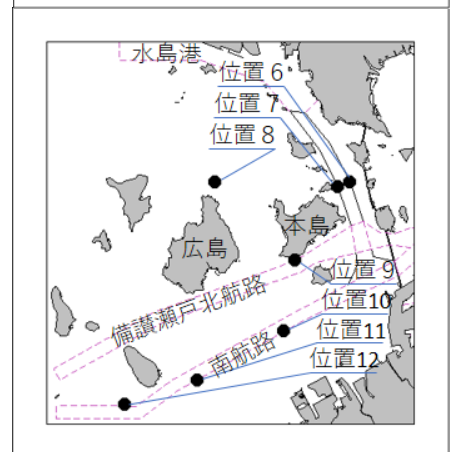 水島港
位置 6
位置 7
位置 8
広島
本島
位置 9
備讃瀬戸北航路
位置10
南航路
位置11
位置12